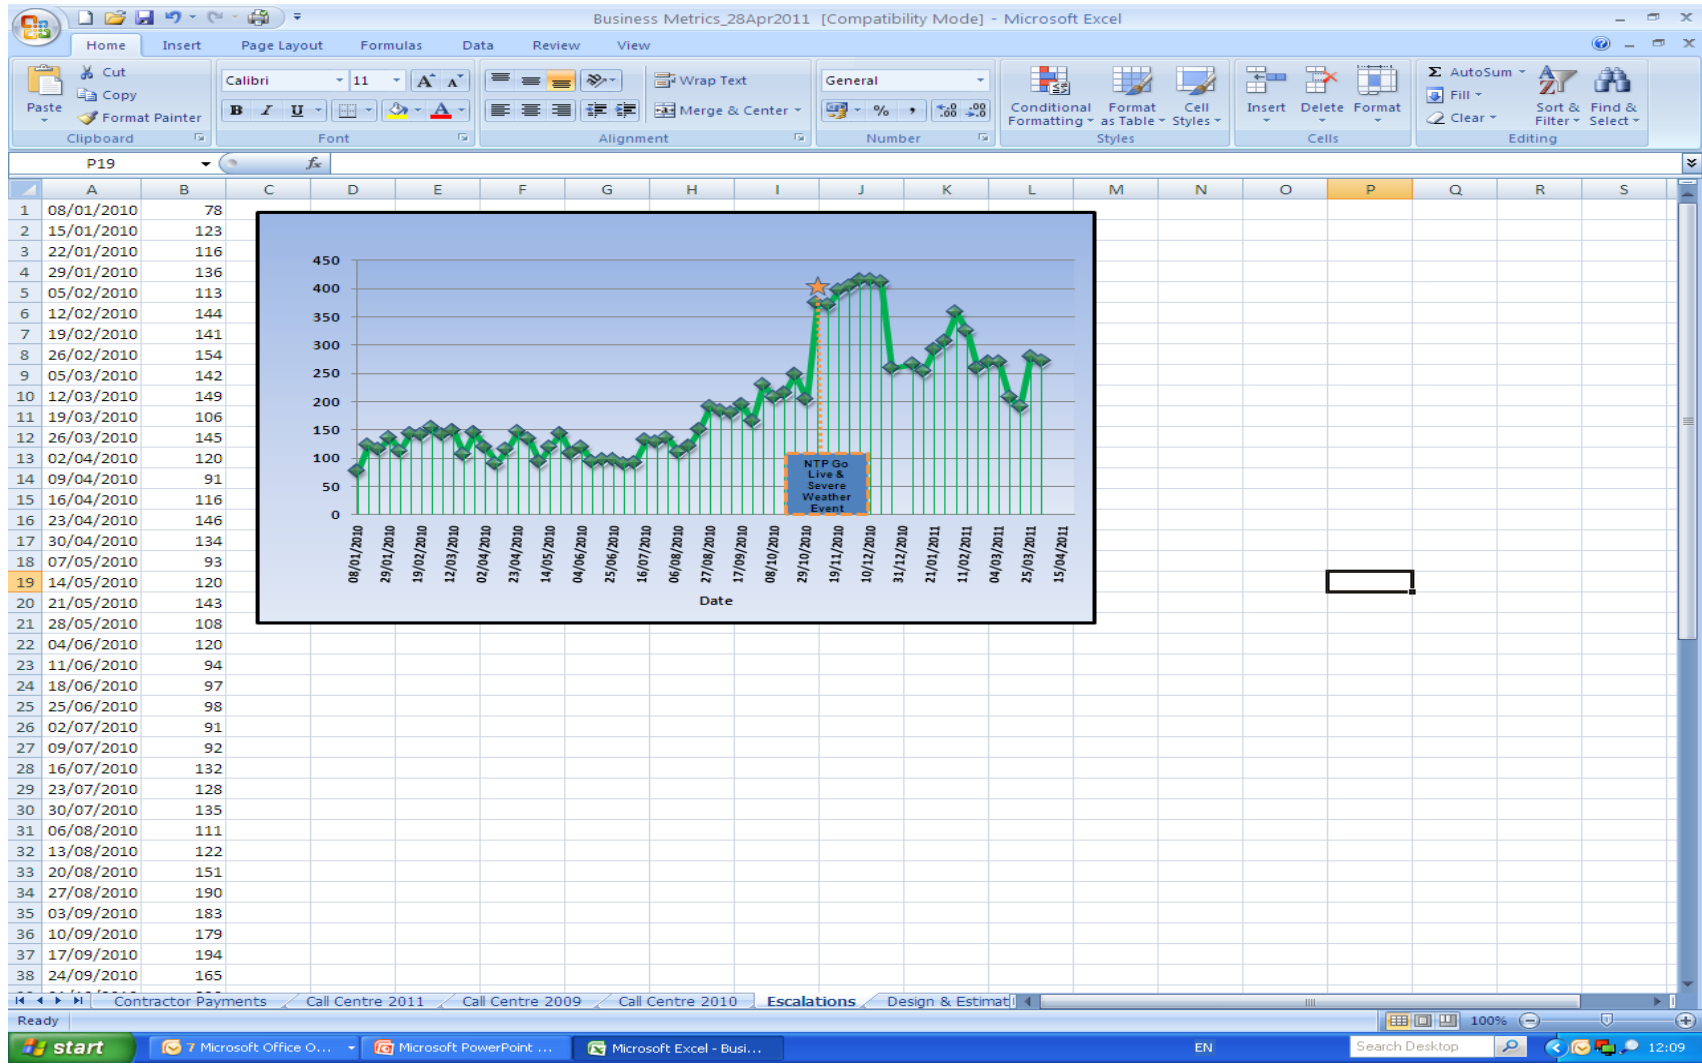 Business Metrics_28Apr2011 [Compatibility Mode] - Microsoft Excel
Home Insert Page Layout Formulas Data Review View
Paste Cut Copy Format Painter Clipboard
Calibri 11 A A B I U A Font
Wrap Text Merge & Center Alignment
General % , Number
Conditional Formatting Format as Table Cell Styles Styles
Insert Delete Format Cells
Σ AutoSum Fill Clear Sort & Filter Find & Select Editing
P19 fx
A B C D E F G H I J K L M N O P Q R S
1 08/01/2010 78
2 15/01/2010 123
3 22/01/2010 116
4 29/01/2010 136
5 05/02/2010 113
6 12/02/2010 144
7 19/02/2010 141
8 26/02/2010 154
9 05/03/2010 142
10 12/03/2010 149
11 19/03/2010 106
12 26/03/2010 145
13 02/04/2010 120
14 09/04/2010 91
15 16/04/2010 116
16 23/04/2010 146
17 30/04/2010 134
18 07/05/2010 93
19 14/05/2010 120
20 21/05/2010 143
21 28/05/2010 108
22 04/06/2010 120
23 11/06/2010 94
24 18/06/2010 97
25 25/06/2010 98
26 02/07/2010 91
27 09/07/2010 92
28 16/07/2010 132
29 23/07/2010 128
30 30/07/2010 135
31 06/08/2010 111
32 13/08/2010 122
33 20/08/2010 151
34 27/08/2010 190
35 03/09/2010 183
36 10/09/2010 179
37 17/09/2010 194
38 24/09/2010 165
450
400
350
300
250
200
150
100
50
0
NTP Go
Live &
Severe
Weather
Event
08/01/2010 29/01/2010 19/02/2010 12/03/2010 02/04/2010 23/04/2010 14/05/2010 04/06/2010 25/06/2010 16/07/2010 06/08/2010 27/08/2010 17/09/2010 08/10/2010 29/10/2010 19/11/2010 10/12/2010 31/12/2010 21/01/2011 11/02/2011 04/03/2011 25/03/2011 15/04/2011
Date
Contractor Payments Call Centre 2011 Call Centre 2009 Call Centre 2010 Escalations Design & Estimat
Ready 100%
start 7 Microsoft Office O... Microsoft PowerPoint ... Microsoft Excel - Busi... EN Search Desktop 12:09